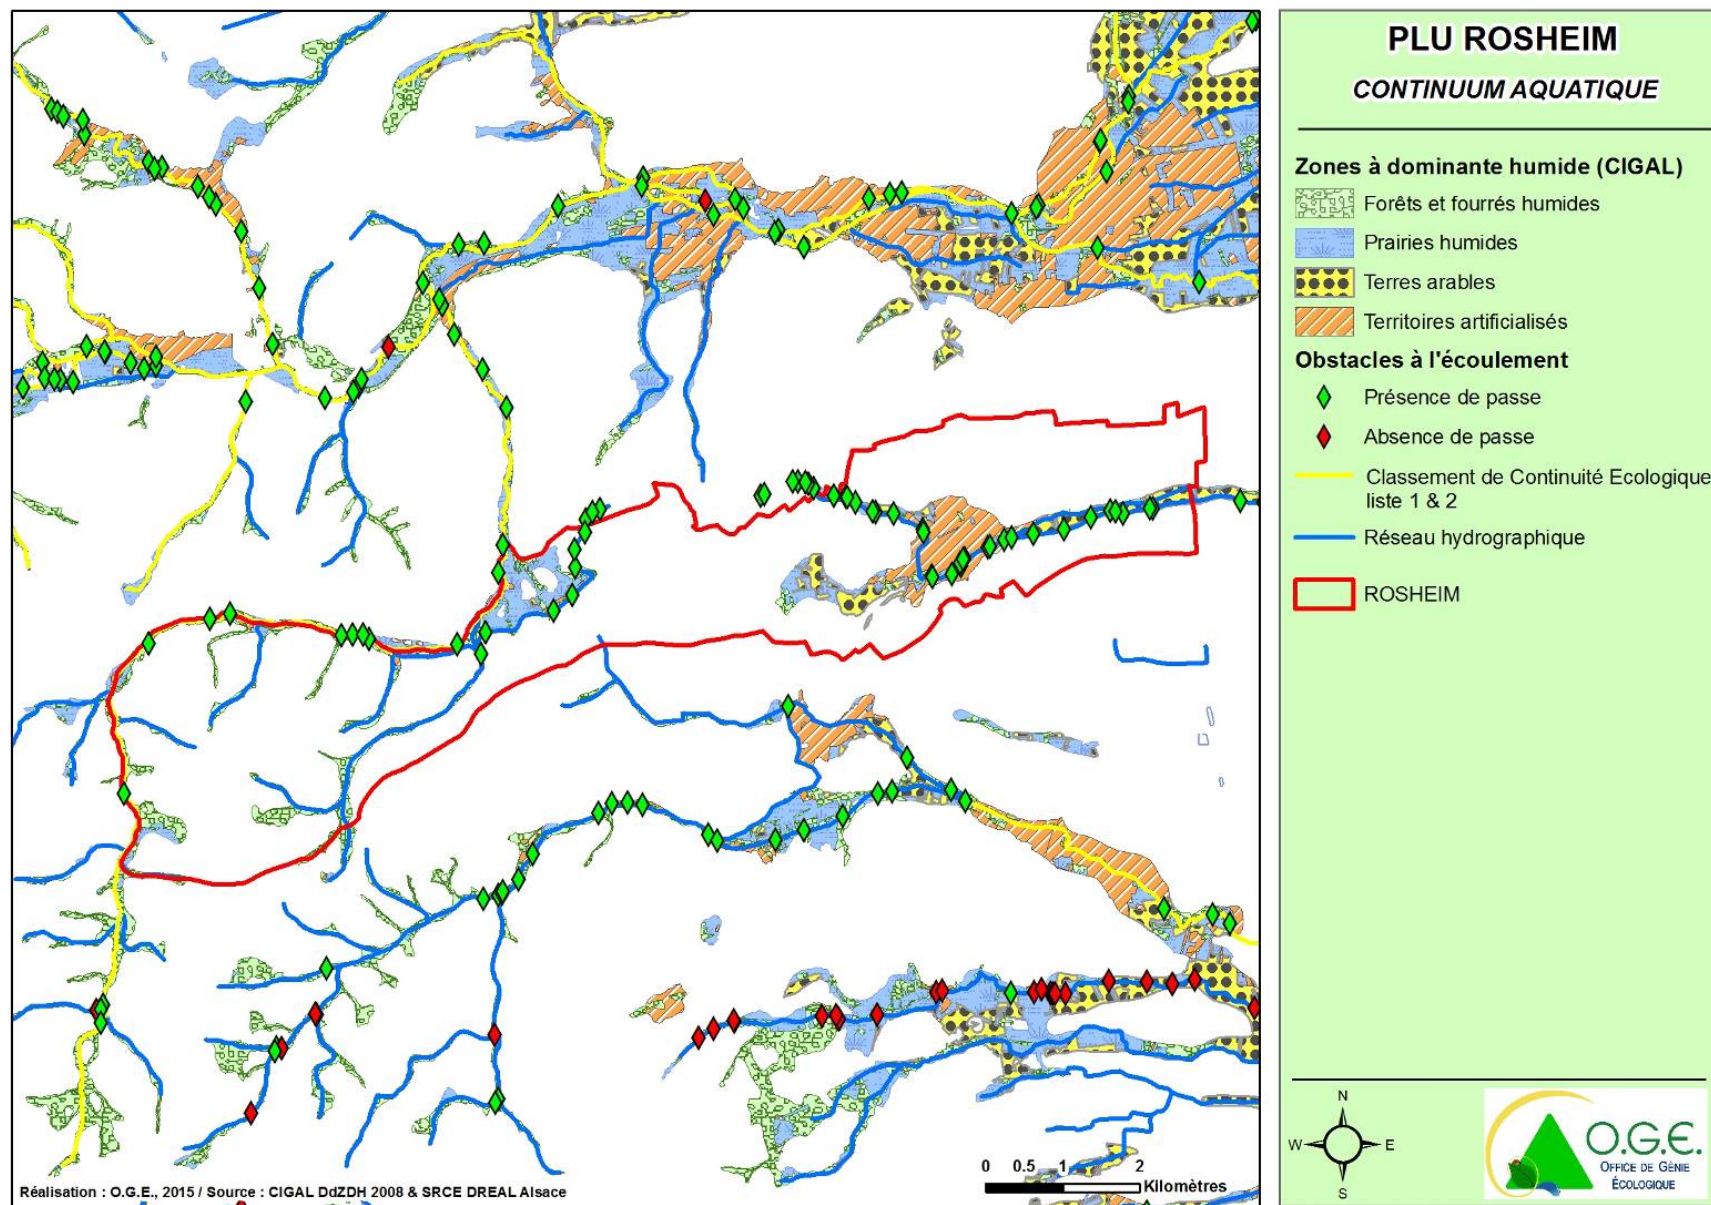 PLU ROSHEIM
CONTINUUM AQUATIQUE
Zones à dominante humide (CIGAL)
Forêts et fourrés humides
Prairies humides
Terres arables
Territoires artificialisés
Obstacles à l'écoulement
Présence de passe
Absence de passe
Classement de Continuité Ecologique
liste 1 & 2
Réseau hydrographique
ROSHEIM
N
W
E
S
O.G.E.
OFFICE DE GÉNIE
ÉCOLOGIQUE
0 0.5 1 2
Kilomètres
Réalisation : O.G.E., 2015 / Source : CIGAL DdZDH 2008 & SRCE DREAL Alsace